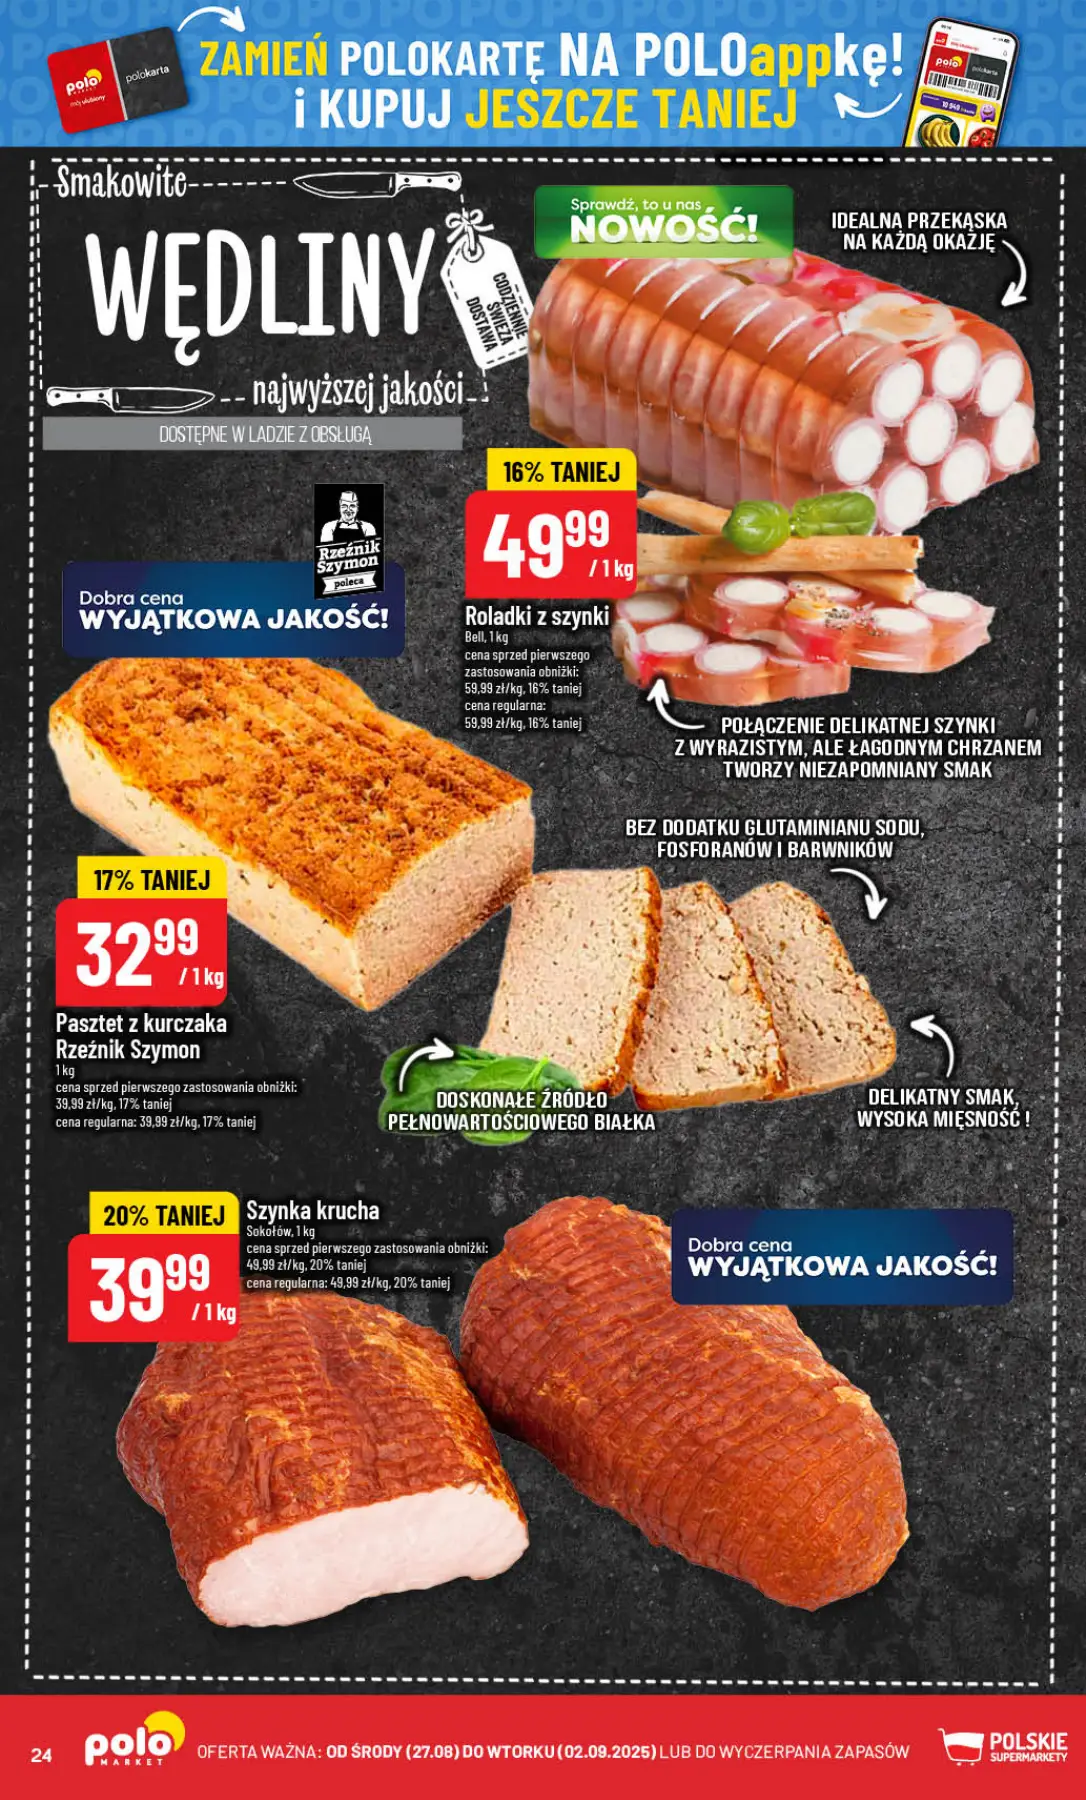 ZAMIEŃ POLOKARTĘ NA POLOappkę!
i KUPUJ JESZCZE TANIEJ
polo
MARKET
mój ulubiony
polokarta
polo
polokarta
Smakowite
WĘDLINY
najwyższej jakości
CODZIENNIE
ŚWIEŻA
DOSTAWA
DOSTĘPNE W LADZIE Z OBSŁUGĄ
Sprawdź, to u nas
NOWOŚĆ!
IDEALNA PRZEKĄSKA
NA KAŻDĄ OKAZJĘ
16% TANIEJ
49 99
/ 1 kg
Roladki z szynki
Bell, 1 kg
cena sprzed pierwszego
zastosowania obniżki:
59,99 zł/kg, 16% taniej
cena regularna:
59,99 zł/kg, 16% taniej
POŁĄCZENIE DELIKATNEJ SZYNKI
Z WYRAZISTYM, ALE ŁAGODNYM CHRZANEM
TWORZY NIEZAPOMNIANY SMAK
Rzeźnik
Szymon
poleca
Dobra cena
WYJĄTKOWA JAKOŚĆ!
BEZ DODATKU GLUTAMINIANU SODU,
FOSFORANÓW I BARWNIKÓW
17% TANIEJ
32 99
/ 1 kg
Pasztet z kurczaka
Rzeźnik Szymon
1 kg
cena sprzed pierwszego zastosowania obniżki:
39,99 zł/kg, 17% taniej
cena regularna: 39,99 zł/kg, 17% taniej
DOSKONAŁE ŹRÓDŁO
PEŁNOWARTOŚCIOWEGO BIAŁKA
DELIKATNY SMAK,
WYSOKA MIĘSNOŚĆ !
20% TANIEJ
39 99
/ 1 kg
Szynka krucha
Sokołów, 1 kg
cena sprzed pierwszego zastosowania obniżki:
49,99 zł/kg, 20% taniej
cena regularna: 49,99 zł/kg, 20% taniej
Dobra cena
WYJĄTKOWA JAKOŚĆ!
24
polo
MARKET
OFERTA WAŻNA: OD ŚRODY (27.08) DO WTORKU (02.09.2025) LUB DO WYCZERPANIA ZAPASÓW
POLSKIE
SUPERMARKETY